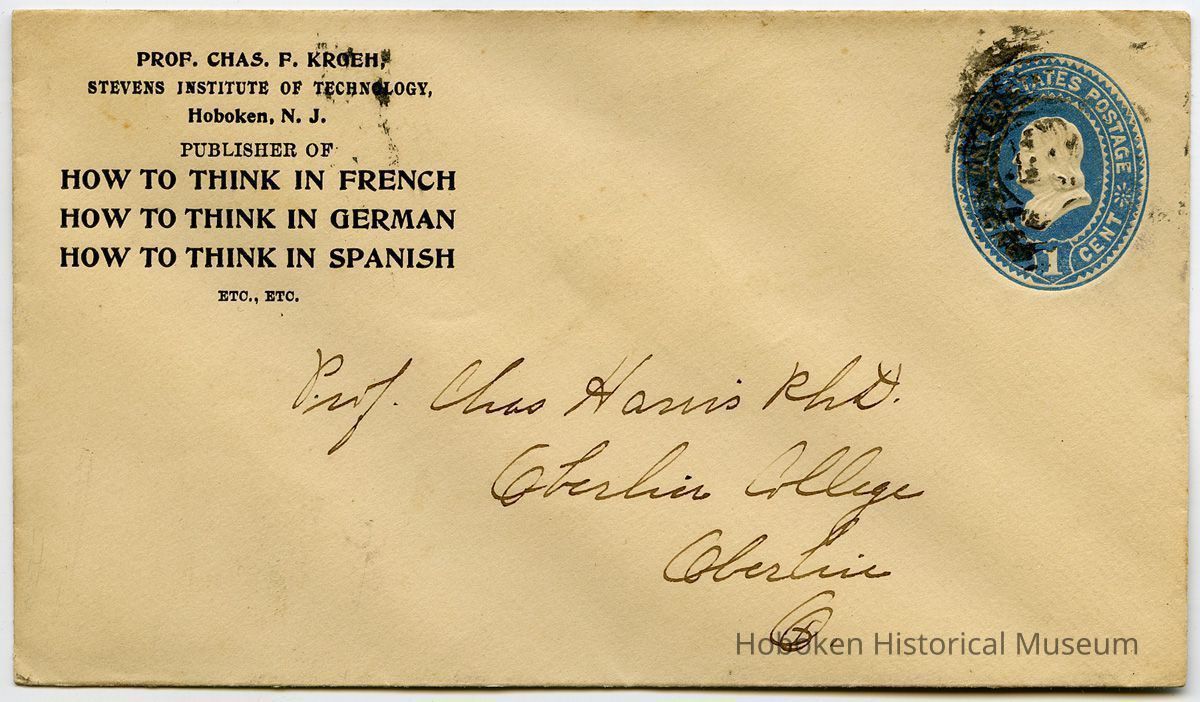 PROF. CHAS. F. KROEH,
STEVENS INSTITUTE OF TECHNOLOGY,
Hoboken, N. J.
PUBLISHER OF
HOW TO THINK IN FRENCH
HOW TO THINK IN GERMAN
HOW TO THINK IN SPANISH
ETC., ETC.
UNITED STATES POSTAGE
1 CENT
Prof. Chas Harris Ph D.
Oberlin College
Oberlin
O.
Hoboken Historical Museum